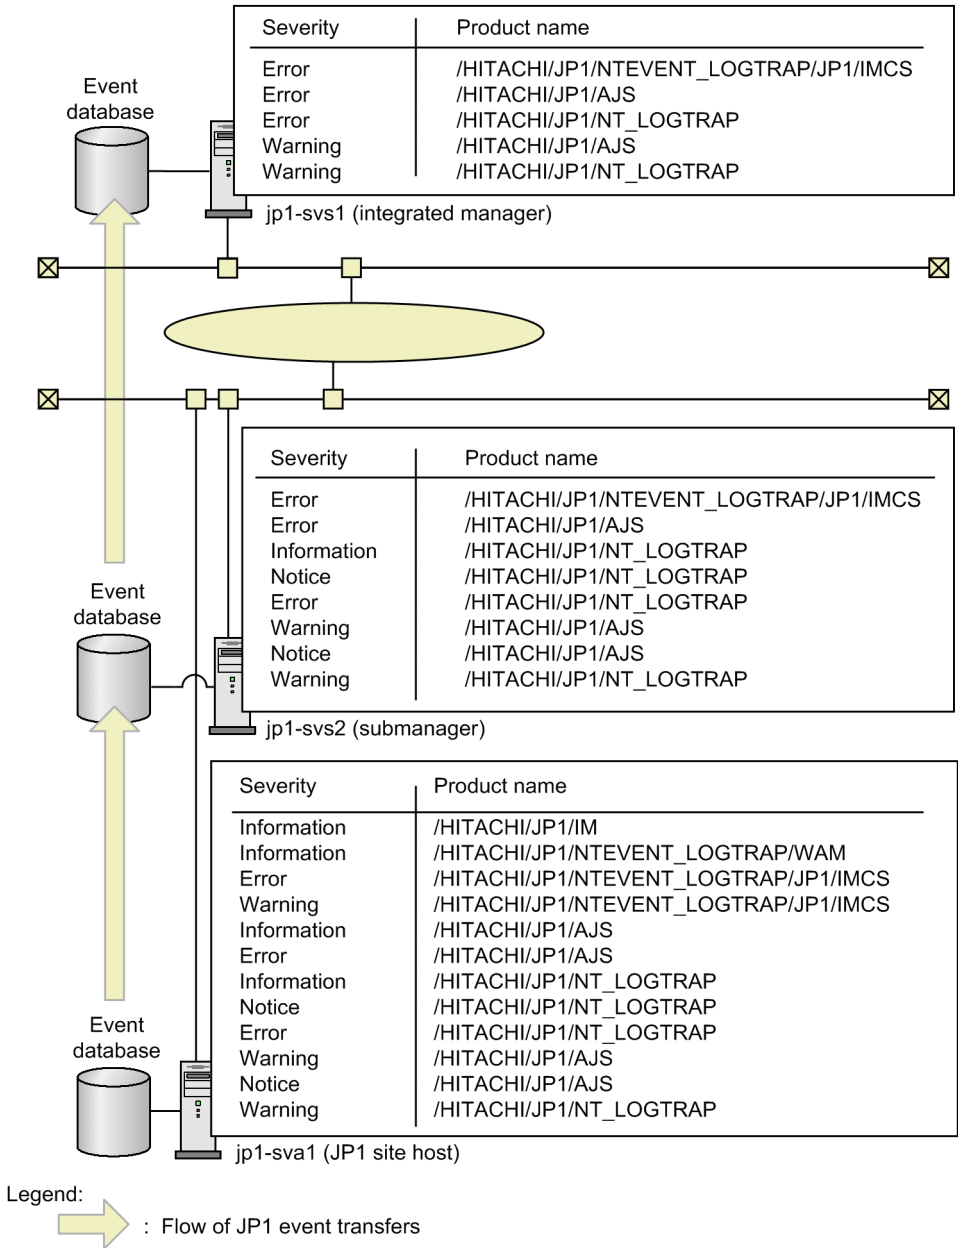 Severity Product name
Error /HITACHI/JP1/NTEVENT_LOGTRAP/JP1/IMCS
Error /HITACHI/JP1/AJS
Error /HITACHI/JP1/NT_LOGTRAP
Warning /HITACHI/JP1/AJS
Warning /HITACHI/JP1/NT_LOGTRAP
Event
database
jp1-svs1 (integrated manager)
Severity Product name
Error /HITACHI/JP1/NTEVENT_LOGTRAP/JP1/IMCS
Error /HITACHI/JP1/AJS
Information /HITACHI/JP1/NT_LOGTRAP
Notice /HITACHI/JP1/NT_LOGTRAP
Error /HITACHI/JP1/NT_LOGTRAP
Warning /HITACHI/JP1/AJS
Notice /HITACHI/JP1/AJS
Warning /HITACHI/JP1/NT_LOGTRAP
Event
database
jp1-svs2 (submanager)
Severity Product name
Information /HITACHI/JP1/IM
Information /HITACHI/JP1/NTEVENT_LOGTRAP/WAM
Error /HITACHI/JP1/NTEVENT_LOGTRAP/JP1/IMCS
Warning /HITACHI/JP1/NTEVENT_LOGTRAP/JP1/IMCS
Information /HITACHI/JP1/AJS
Error /HITACHI/JP1/AJS
Information /HITACHI/JP1/NT_LOGTRAP
Notice /HITACHI/JP1/NT_LOGTRAP
Error /HITACHI/JP1/NT_LOGTRAP
Warning /HITACHI/JP1/AJS
Notice /HITACHI/JP1/AJS
Warning /HITACHI/JP1/NT_LOGTRAP
Event
database
jp1-sva1 (JP1 site host)
Legend:
: Flow of JP1 event transfers